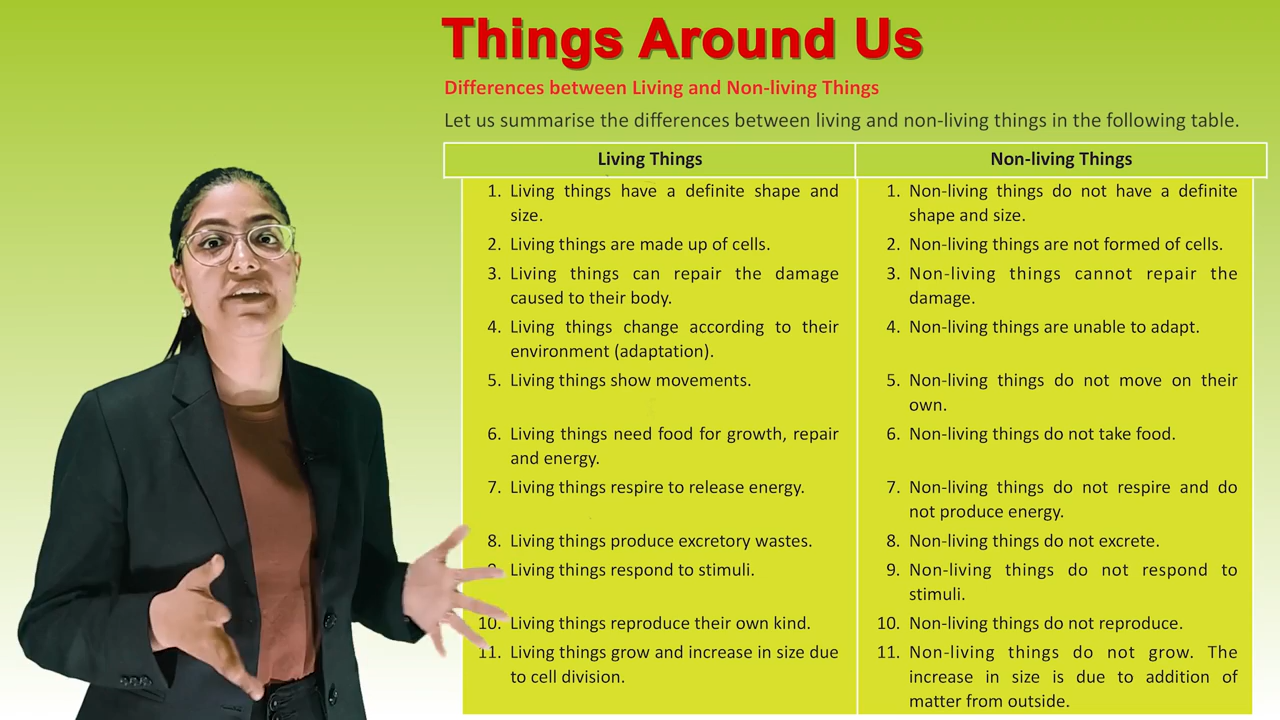 Things Around Us
Differences between Living and Non-living Things
Let us summarise the differences between living and non-living things in the following table.
Living Things
1. Living things have a definite shape and
size.
2. Living things are made up of cells.
3. Living things can repair the damage
caused to their body.
4. Living things change according to their
environment (adaptation).
5. Living things show movements.
6. Living things need food for growth, repair
and energy.
7. Living things respire to release energy.
8. Living things produce excretory wastes.
Living things respond to stimuli.
10. Living things reproduce their own kind.
11. Living things grow and increase in size due
to cell division.
Non-living Things
1. Non-living things do not have a definite
shape and size.
2. Non-living things are not formed of cells.
3. Non-living things cannot repair the
damage.
4. Non-living things are unable to adapt.
5. Non-living things do not move on their
own.
6. Non-living things do not take food.
7. Non-living things do not respire and do
not produce energy.
8. Non-living things do not excrete.
9. Non-living things do not respond to
stimuli.
10. Non-living things do not reproduce.
11. Non-living things do not grow. The
increase in size is due to addition of
matter from outside.